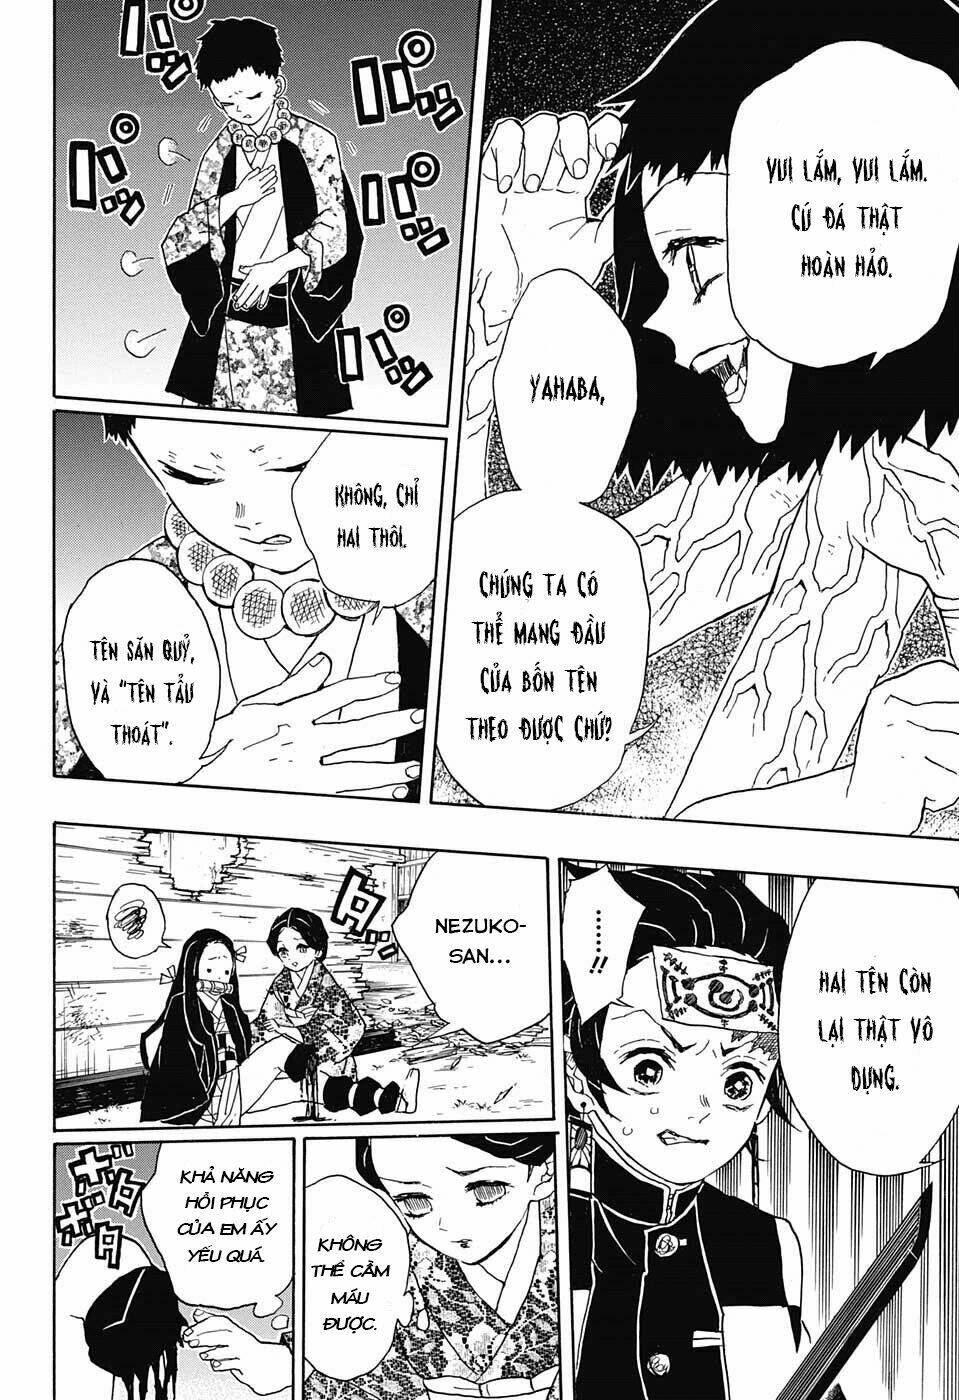 VUI LẮM, VUI LẮM.
CÚ ĐÁ THẬT
HOÀN HẢO.
YAHABA,
CHÚNG TA CÓ
THỂ MANG ĐẦU
CỦA BỐN TÊN
THEO ĐƯỢC CHỨ?
KHÔNG, CHỈ
HAI THÔI.
TÊN SĂN QUỶ,
VÀ "TÊN TẨU
THOÁT".
HAI TÊN CÒN
LẠI THẬT VÔ
DỤNG.
......!!
NEZUKO-
SAN...
KHÔNG
THỂ CẦM
MÁU
ĐƯỢC.
KHẢ NĂNG
HỒI PHỤC
CỦA EM ẤY
YẾU QUÁ.